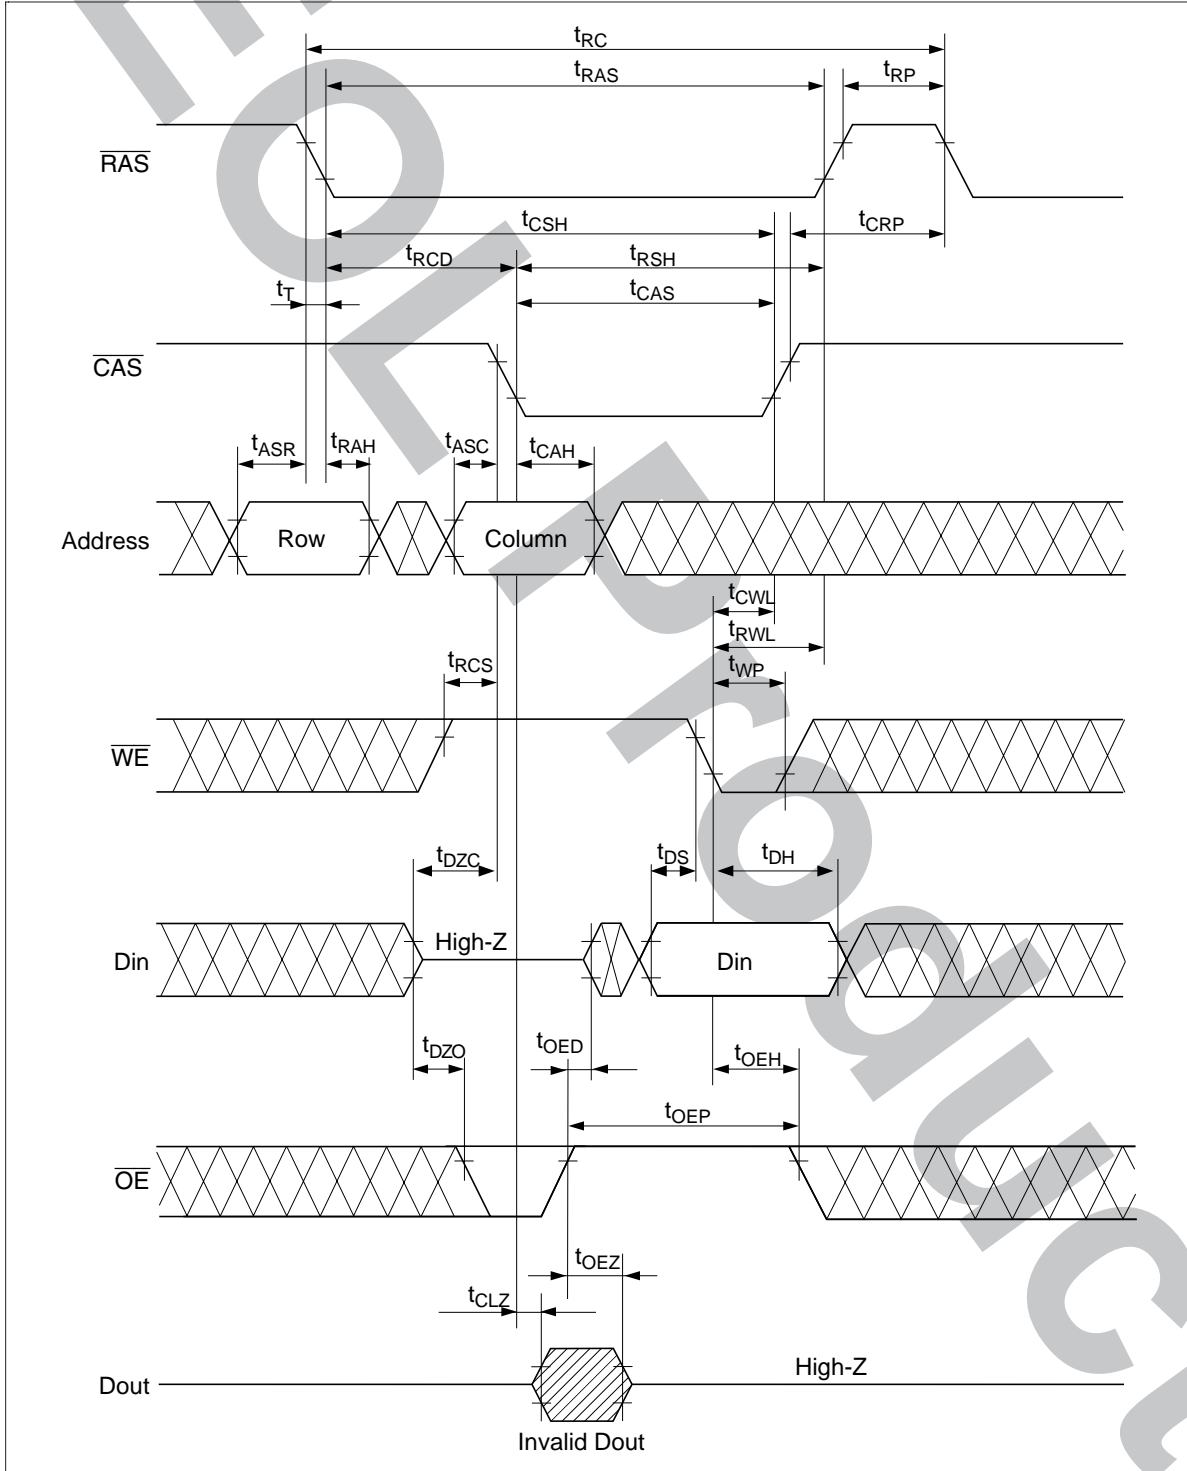 EOL Product
tRC
tRAS
tRP
RAS
tCSH
tCRP
tRCD
tRSH
tT
tCAS
CAS
tASR
tRAH
tASC
tCAH
Address
Row
Column
tCWL
tRWL
tRCS
tWP
WE
tDZC
tDS
tDH
High-Z
Din
Din
tDZO
tOED
tOEH
tOEP
OE
tOEZ
tCLZ
High-Z
Dout
Invalid Dout